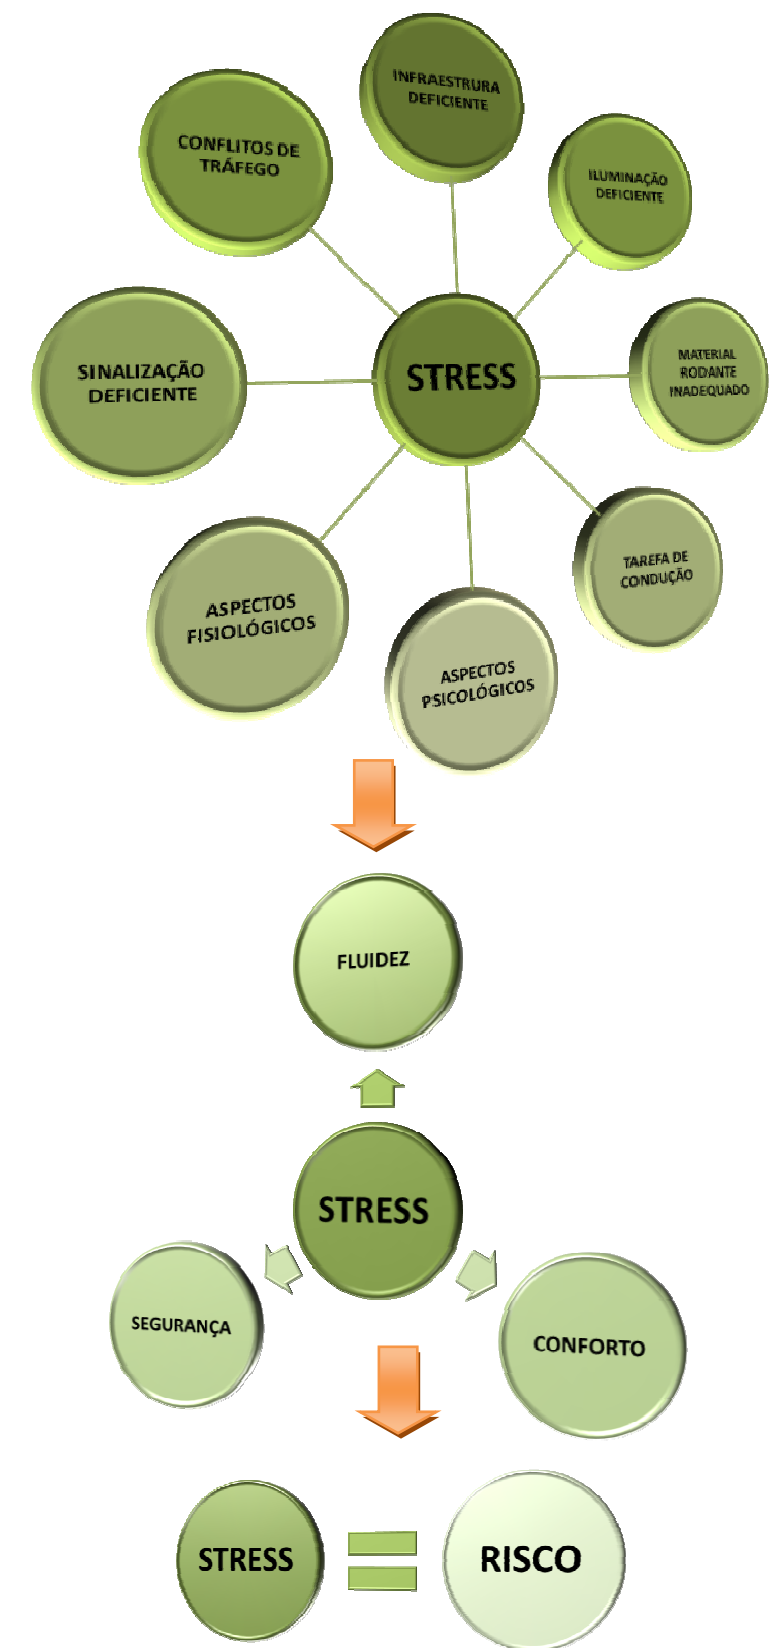 INFRAESTRURA
DEFICIENTE
CONFLITOS DE
TRÁFEGO
ILUMINAÇÃO
DEFICIENTE
SINALIZAÇÃO
DEFICIENTE
STRESS
MATERIAL
RODANTE
INADEQUADO
ASPECTOS
FISIOLÓGICOS
TAREFA DE
CONDUÇÃO
ASPECTOS
PSICOLÓGICOS
FLUIDEZ
STRESS
SEGURANÇA
CONFORTO
STRESS
RISCO